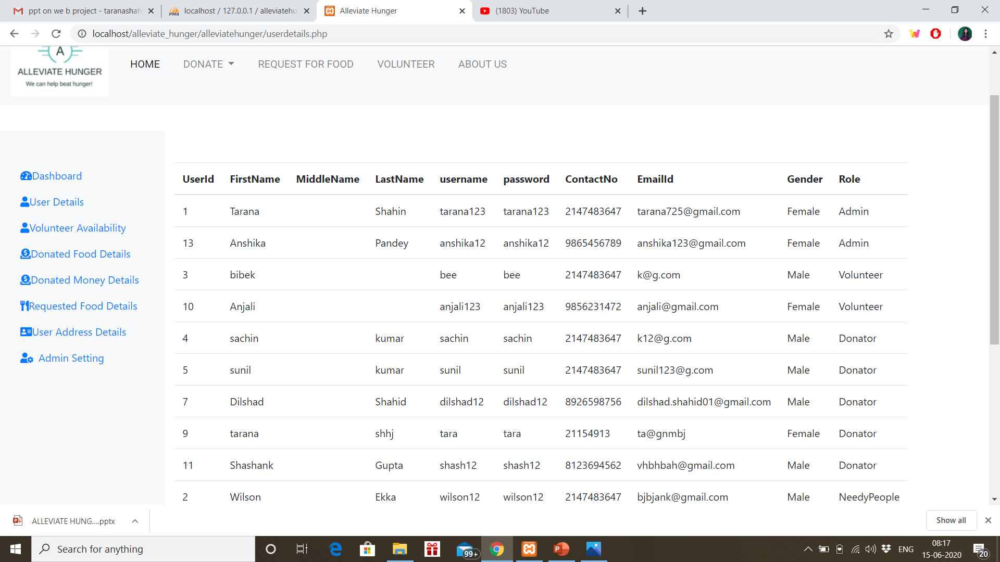 ppt on we b project - taranashah
localhost / 127.0.0.1 / alleviatehu
Alleviate Hunger
(1803) YouTube
localhost/alleviate_hunger/alleviatehunger/userdetails.php
A
ALLEVIATE HUNGER
We can help beat hunger!
HOME DONATE REQUEST FOR FOOD VOLUNTEER ABOUT US
Dashboard
User Details
Volunteer Availability
Donated Food Details
Donated Money Details
Requested Food Details
User Address Details
Admin Setting
UserId FirstName MiddleName LastName username password ContactNo EmailId Gender Role
1 Tarana Shahin tarana123 tarana123 2147483647 tarana725@gmail.com Female Admin
13 Anshika Pandey anshika12 anshika12 9865456789 anshika123@gmail.com Female Admin
3 bibek bee bee 2147483647 k@g.com Male Volunteer
10 Anjali anjali123 anjali123 9856231472 anjali@gmail.com Female Volunteer
4 sachin kumar sachin sachin 2147483647 k12@g.com Male Donator
5 sunil kumar sunil sunil 2147483647 sunil123@g.com Male Donator
7 Dilshad Shahid dilshad12 dilshad12 8926598756 dilshad.shahid01@gmail.com Male Donator
9 tarana shhj tara tara 21154913 ta@gnmbj Female Donator
11 Shashank Gupta shash12 shash12 8123694562 vhbhbah@gmail.com Male Donator
2 Wilson Ekka wilson12 wilson12 2147483647 bjbjank@gmail.com Male NeedyPeople
ALLEVIATE HUNG....pptx
Show all
Search for anything
99+
ENG
08:17
15-06-2020
20